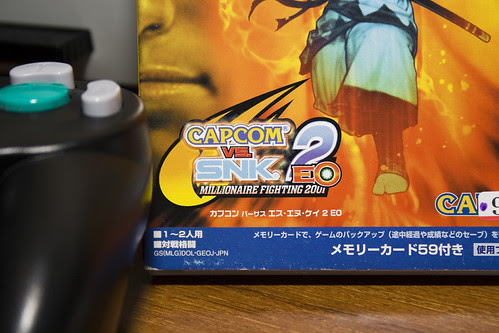 CAPCOM
VS.
SNK 2
EO
MILLIONAIRE FIGHTING 2001
カプコン バーサス エス・エヌ・ケイ 2 EO
■1〜2人用
■対戦格闘
GS(MLG)DOL-GEOJ-JPN
メモリーカードで、ゲームのバックアップ(途中経過や成績などのセーブ)を
メモリーカード59付き
使用
CA